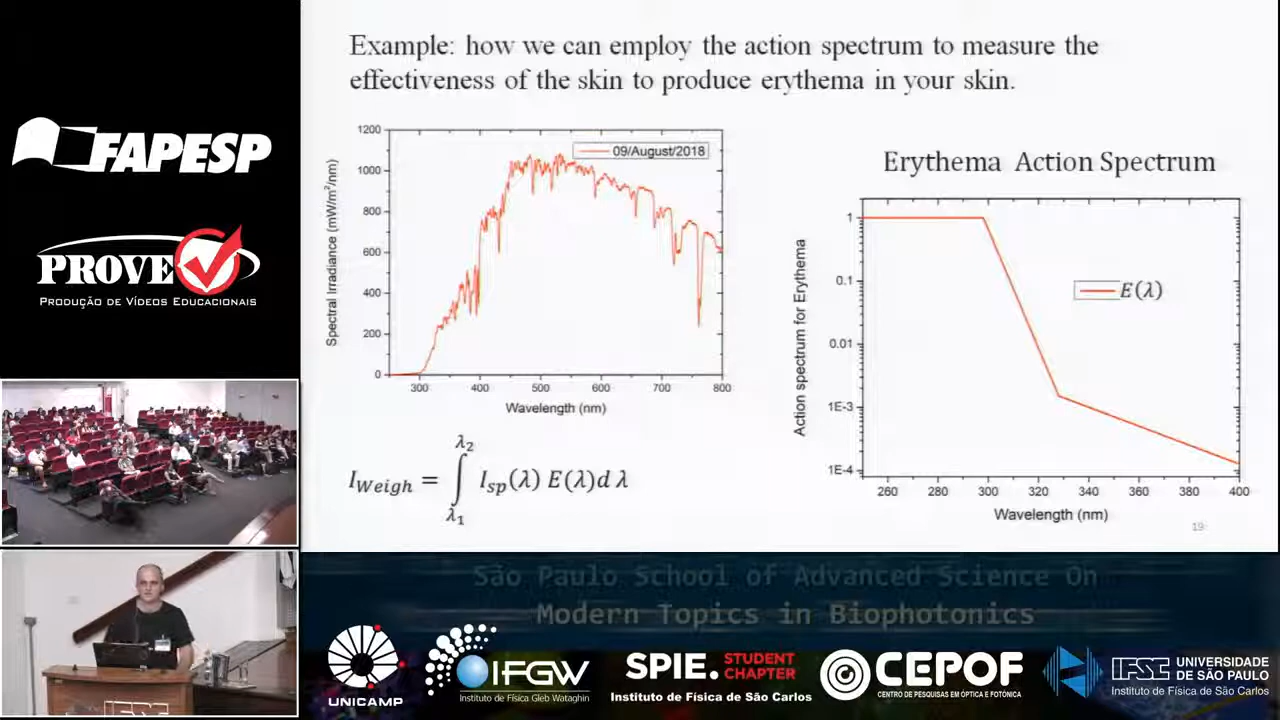 Example: how we can employ the action spectrum to measure the
effectiveness of the skin to produce erythema in your skin.
FAPESP
PROVE
PRODUÇÃO DE VÍDEOS EDUCACIONAIS
1200
1000
800
600
400
200
0
Spectral Irradiance (mW/m²/nm)
09/August/2018
300 400 500 600 700 800
Wavelength (nm)
Erythema Action Spectrum
1
0.1
0.01
1E-3
1E-4
Action spectrum for Erythema
E(λ)
260 280 300 320 340 360 380 400
Wavelength (nm)
I_Weigh = ∫_λ₁^λ₂ I_sp(λ) E(λ)d λ
19
São Paulo School of Advanced Science On
Modern Topics in Biophotonics
UNICAMP
IFGW
Instituto de Física Gleb Wataghin
SPIE. STUDENT
CHAPTER
Instituto de Física de São Carlos
CEPOF
CENTRO DE PESQUISAS EM ÓPTICA E FOTÔNICA
IFSC UNIVERSIDADE
DE SÃO PAULO
Instituto de Física de São Carlos
IFSC